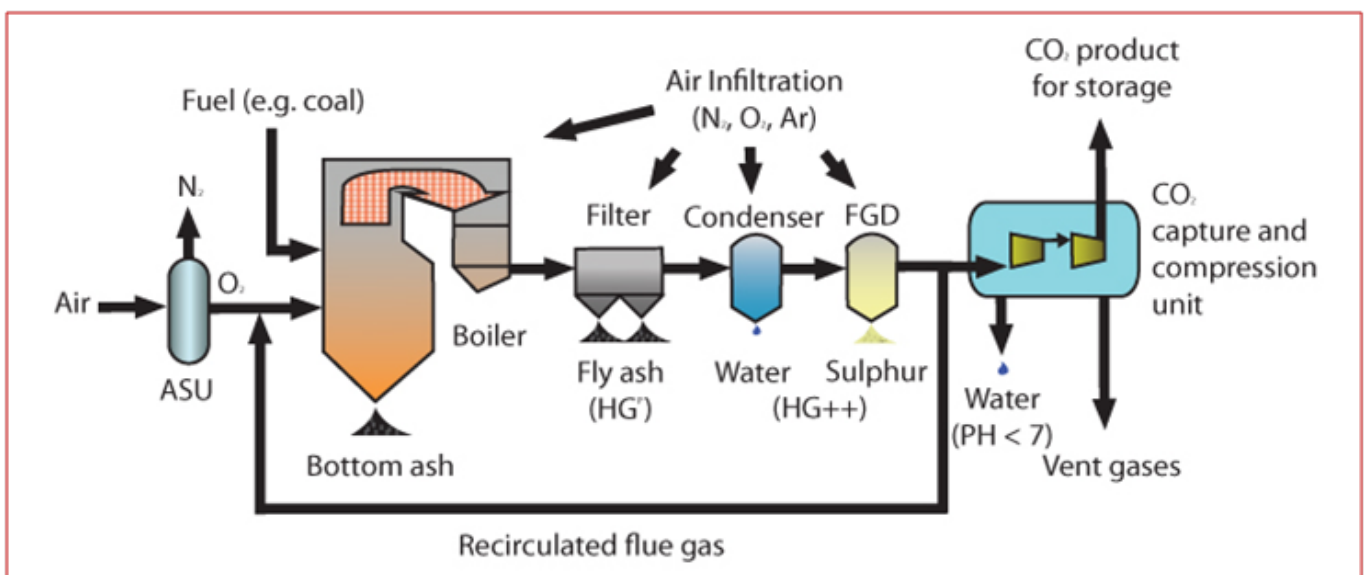 CO₂ product
for storage
Air Infiltration
(N₂, O₂, Ar)
Fuel (e.g. coal)
N₂
Filter
Condenser
FGD
CO₂
capture and
compression
unit
Air
O₂
ASU
Boiler
Fly ash
(HGᴾ)
Water
Sulphur
(HG++)
Water
(PH < 7)
Vent gases
Bottom ash
Recirculated flue gas